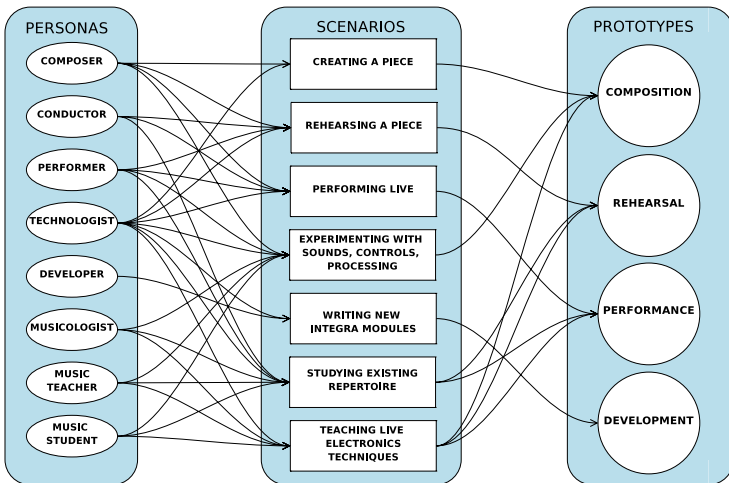 PERSONAS
COMPOSER
CONDUCTOR
PERFORMER
TECHNOLOGIST
DEVELOPER
MUSICOLOGIST
MUSIC
TEACHER
MUSIC
STUDENT
SCENARIOS
CREATING A PIECE
REHEARSING A PIECE
PERFORMING LIVE
EXPERIMENTING WITH
SOUNDS, CONTROLS,
PROCESSING
WRITING NEW
INTEGRA MODULES
STUDYING EXISTING
REPERTOIRE
TEACHING LIVE
ELECTRONICS
TECHNIQUES
PROTOTYPES
COMPOSITION
REHEARSAL
PERFORMANCE
DEVELOPMENT